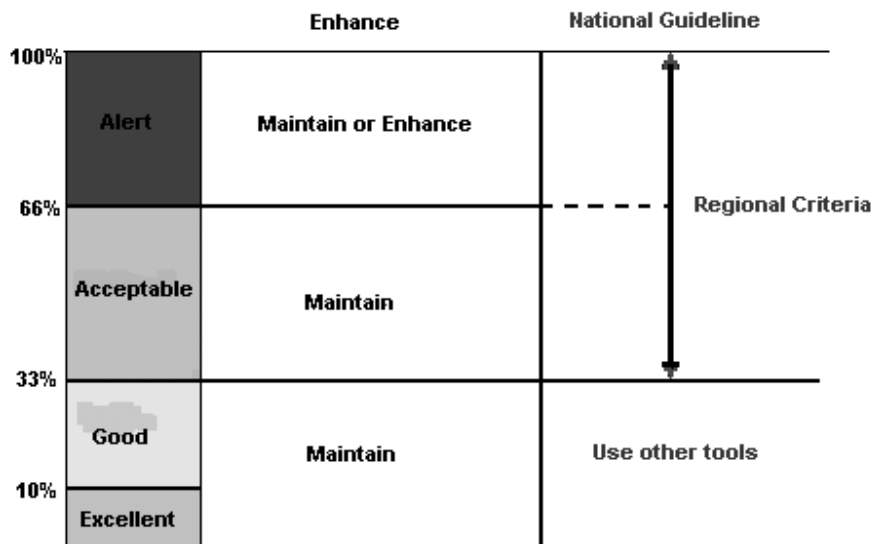 Enhance National Guideline
100%
Alert Maintain or Enhance
66% Regional Criteria
Acceptable Maintain
33%
Good Maintain Use other tools
10%
Excellent